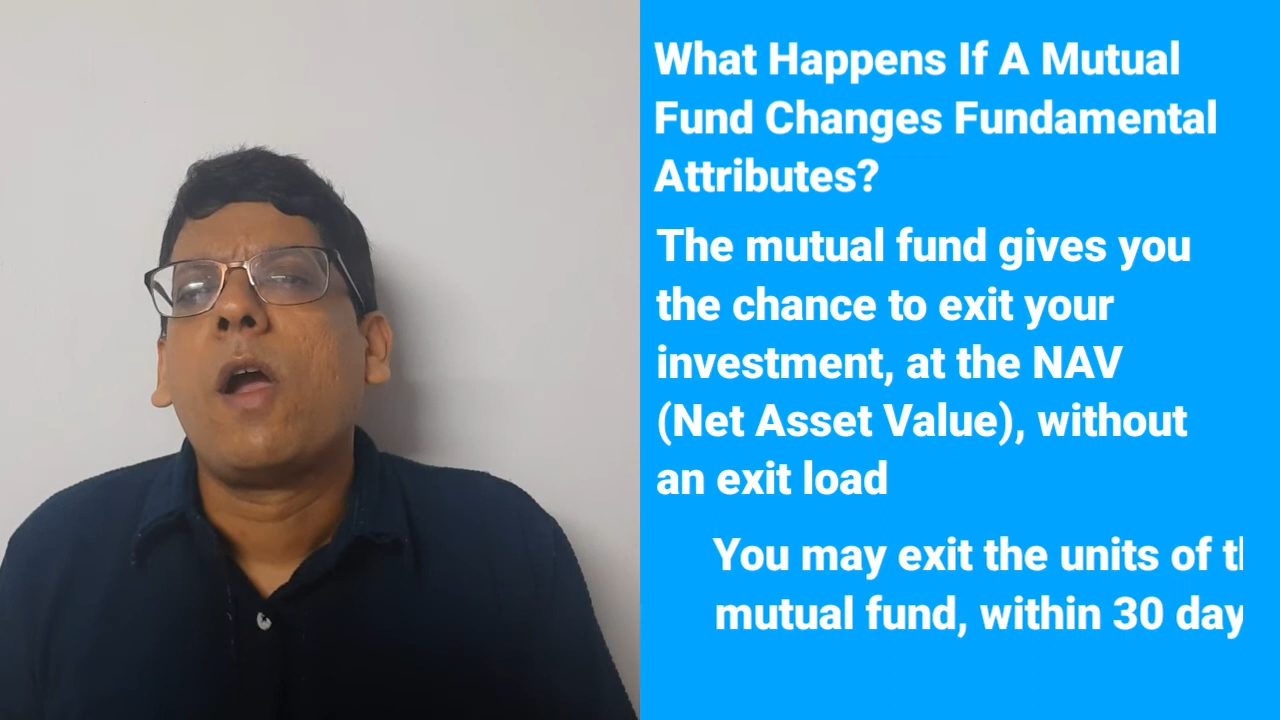 What Happens If A Mutual
Fund Changes Fundamental
Attributes?
The mutual fund gives you
the chance to exit your
investment, at the NAV
(Net Asset Value), without
an exit load
You may exit the units of
mutual fund, within 30 day